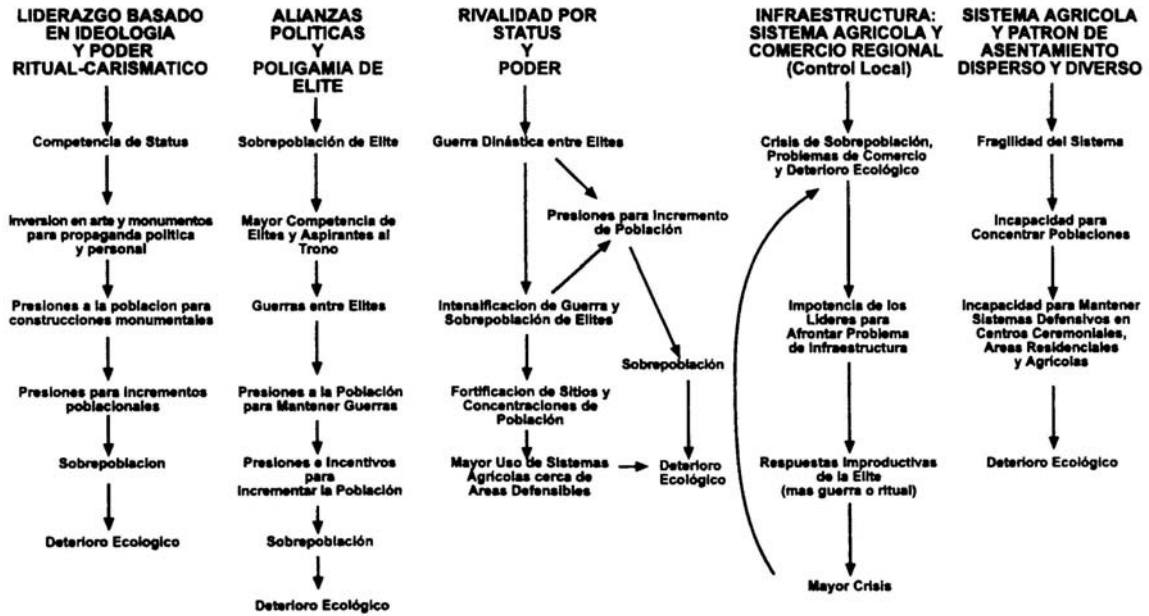 LIDERAZGO BASADO
EN IDEOLOGIA
Y PODER
RITUAL-CARISMATICO
Competencia de Status
Inversion en arte y monumentos
para propaganda politica
y personal
Presiones a la poblacion para
construcciones monumentales
Presiones para incrementos
poblacionales
Sobrepoblacion
Deterioro Ecologico
ALIANZAS
POLITICAS
Y
POLIGAMIA DE
ELITE
Sobrepoblación de Elite
Mayor Competencia de
Elites y Aspirantes al
Trono
Guerras entre Elites
Presiones a la Población
para Mantener Guerras
Presiones e Incentivos
para
Incrementar la Población
Sobrepoblación
Deterioro Ecológico
RIVALIDAD POR
STATUS
Y
PODER
Guerra Dinástica entre Elites
Presiones para Incremento
de Población
Intensificacion de Guerra y
Sobrepoblación de Elites
Sobrepoblación
Fortificacion de Sitios y
Concentraciones de
Población
Mayor Uso de Sistemas
Agrícolas cerca de
Areas Defensibles
Deterioro
Ecológico
INFRAESTRUCTURA:
SISTEMA AGRICOLA Y
COMERCIO REGIONAL
(Control Local)
Crisis de Sobrepoblación,
Problemas de Comercio
y Deterioro Ecológico
Impotencia de los
Lideres para
Afrontar Problema
de Infraestructura
Respuestas Improductivas
de la Elite
(mas guerra o ritual)
Mayor Crisis
SISTEMA AGRICOLA
Y PATRON DE
ASENTAMIENTO
DISPERSO Y DIVERSO
Fragilidad del Sistema
Incapacidad para
Concentrar Poblaciones
Incapacidad para Mantener
Sistemas Defensivos en
Centros Ceremoniales,
Areas Residenciales
y Agrícolas
Deterioro Ecológico